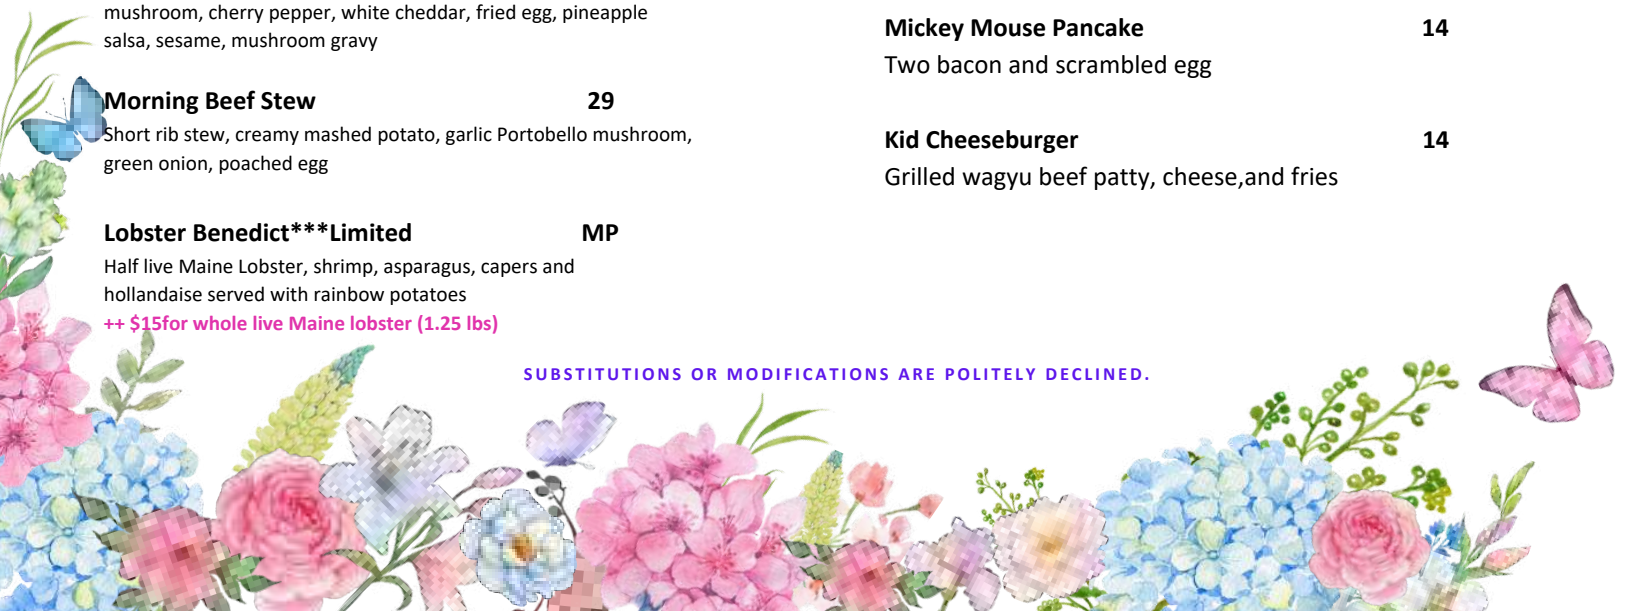 mushroom, cherry pepper, white cheddar, fried egg, pineapple
salsa, sesame, mushroom gravy
Morning Beef Stew 29
Short rib stew, creamy mashed potato, garlic Portobello mushroom,
green onion, poached egg
Lobster Benedict***Limited MP
Half live Maine Lobster, shrimp, asparagus, capers and
hollandaise served with rainbow potatoes
++ $15for whole live Maine lobster (1.25 lbs)
Mickey Mouse Pancake 14
Two bacon and scrambled egg
Kid Cheeseburger 14
Grilled wagyu beef patty, cheese,and fries
SUBSTITUTIONS OR MODIFICATIONS ARE POLITELY DECLINED.